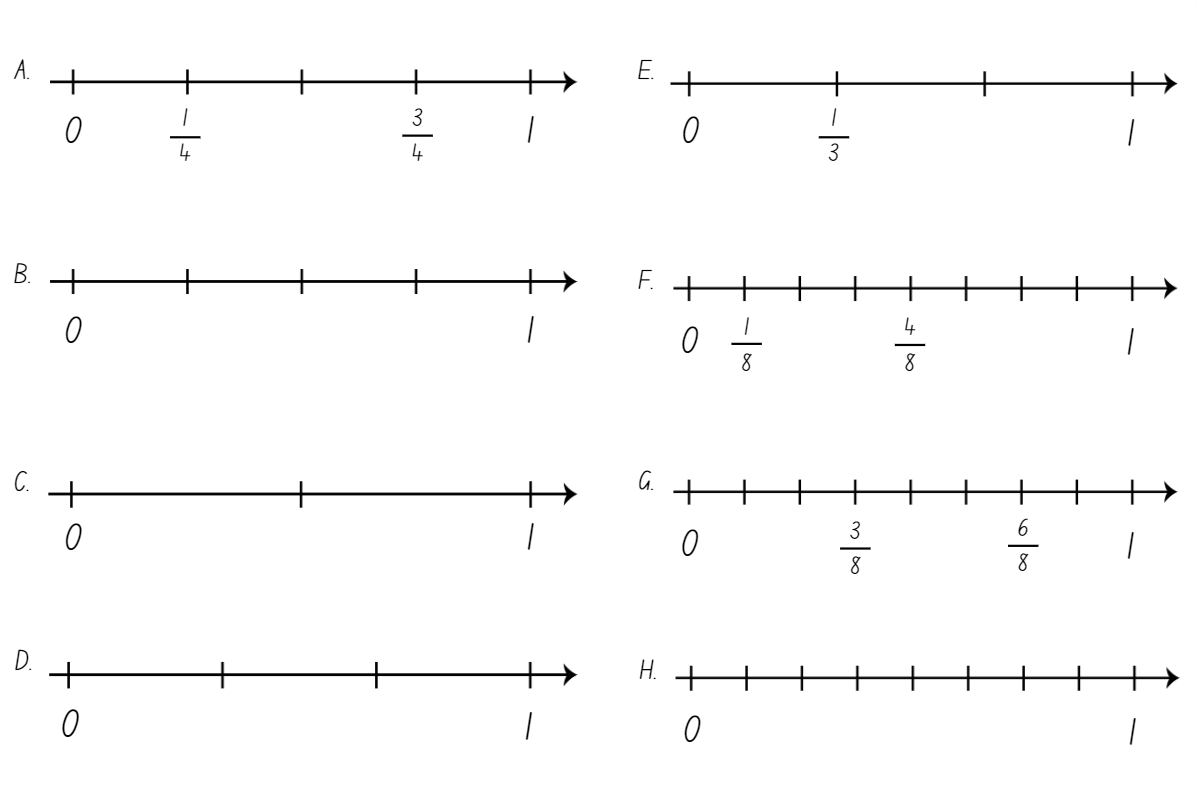 A.
0 1/4 3/4 1
B.
0 1
C.
0 1
D.
0 1
E.
0 1/3 1
F.
0 1/8 4/8 1
G.
0 3/8 6/8 1
H.
0 1